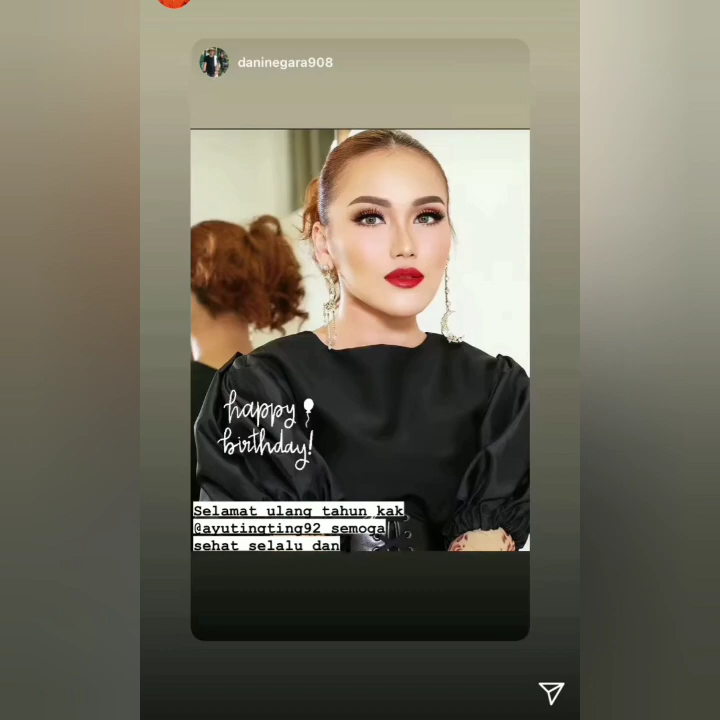 daninegara908
happy
birthday!
Selamat ulang tahun kak
@ayutingting92 semoga
sehat selalu dan